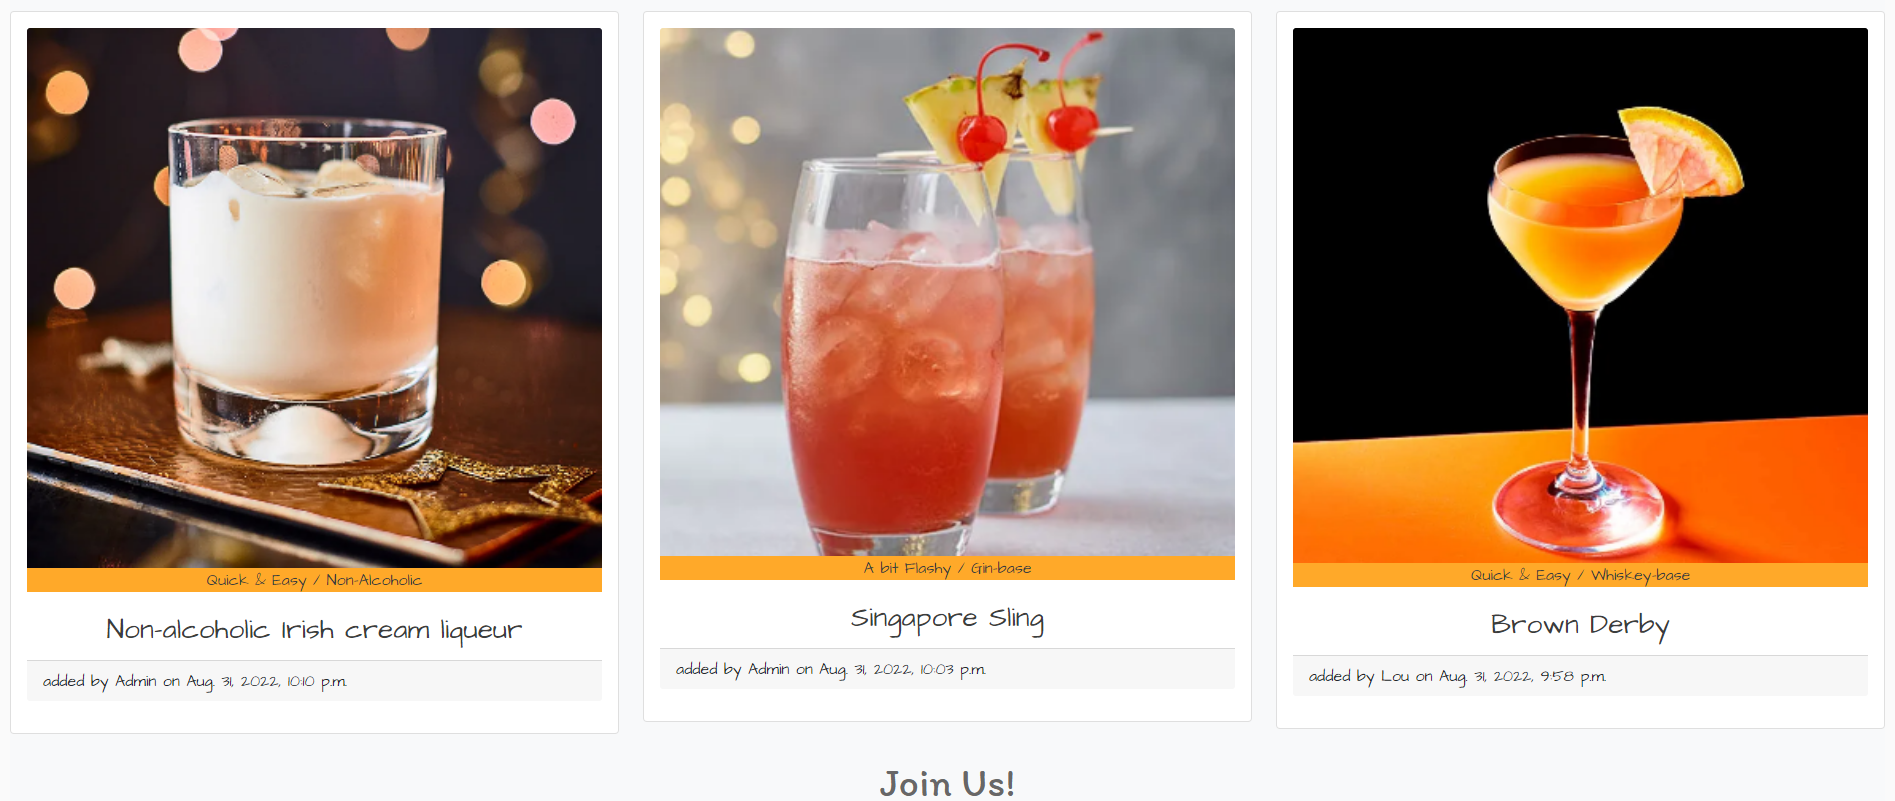 Quick & Easy / Non-Alcoholic
Non-alcoholic Irish cream liqueur
added by Admin on Aug. 31, 2022, 10:10 p.m.
A bit Flashy / Gin-base
Singapore Sling
added by Admin on Aug. 31, 2022, 10:03 p.m.
Quick & Easy / Whiskey-base
Brown Derby
added by Lou on Aug. 31, 2022, 9:58 p.m.
Join Us!